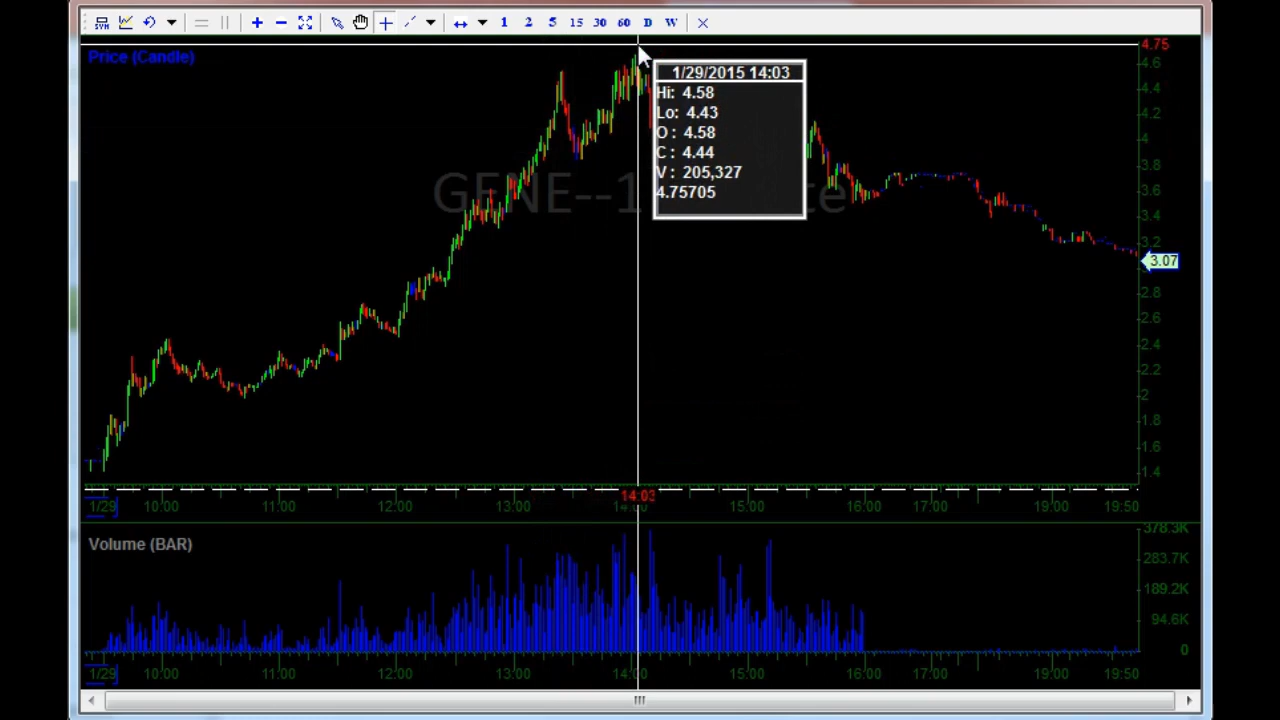 SYM 1 2 5 15 30 60 D W
Price (Candle)
4.75
1/29/2015 14:03
Hi: 4.58
Lo: 4.43
O : 4.58
C : 4.44
V : 205,327
4.75705
GENE--1
4.6
4.4
4.2
4
3.8
3.6
3.4
3.2
3.07
2.8
2.6
2.4
2.2
2
1.8
1.6
1.4
14:03
1/29 10:00 11:00 12:00 13:00 14:00 15:00 16:00 17:00 19:00 19:50
Volume (BAR)
378.3K
283.7K
189.2K
94.6K
0
1/29 10:00 11:00 12:00 13:00 14:00 15:00 16:00 17:00 19:00 19:50